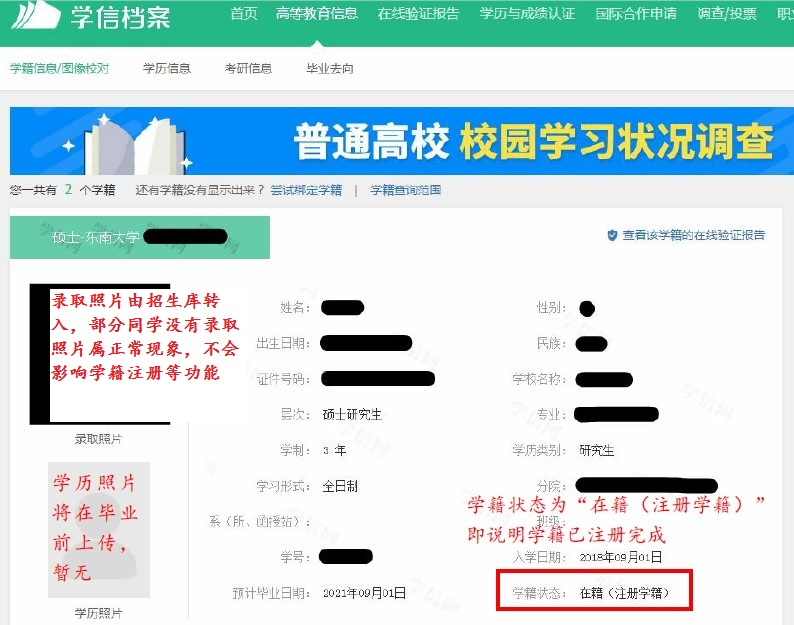 学信档案 首页 高等教育信息 在线验证报告 学历与成绩认证 国际合作申请 调查/投票
学籍信息/图像校对 学历信息 考研信息 毕业去向
普通高校 校园学习状况调查
您一共有 2 个学籍 还有学籍没有显示出来？ 尝试绑定学籍 | 学籍查询范围
硕士-东南大学
查看该学籍的在线验证报告
录取照片由招生库转
入，部分同学没有录取
照片属正常现象，不会
影响学籍注册等功能
录取照片
学历照片
将在毕业
前上传，
暂无
学历照片
姓名：
性别：
出生日期：
民族：
证件号码：
学校名称：
层次： 硕士研究生
专业：
学制： 3 年
学历类别： 研究生
学习形式： 全日制
分院：
系（所、函授站）：
班级：
学籍状态为“在籍（注册学籍）”
即说明学籍已注册完成
学号：
入学日期： 2018年09月01日
预计毕业日期： 2021年09月01日
学籍状态： 在籍（注册学籍）
学信网